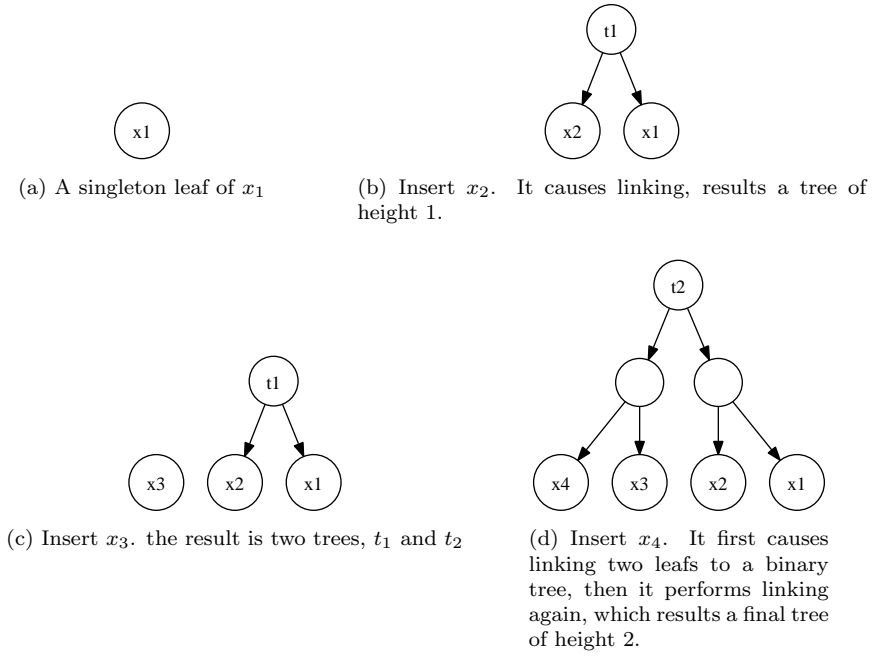 t1
x1
x2 x1
(a) A singleton leaf of x₁
(b) Insert x₂. It causes linking, results a tree of
height 1.
t2
t1
x3 x2 x1
x4 x3 x2 x1
(c) Insert x₃. the result is two trees, t₁ and t₂
(d) Insert x₄. It first causes
linking two leafs to a binary
tree, then it performs linking
again, which results a final tree
of height 2.